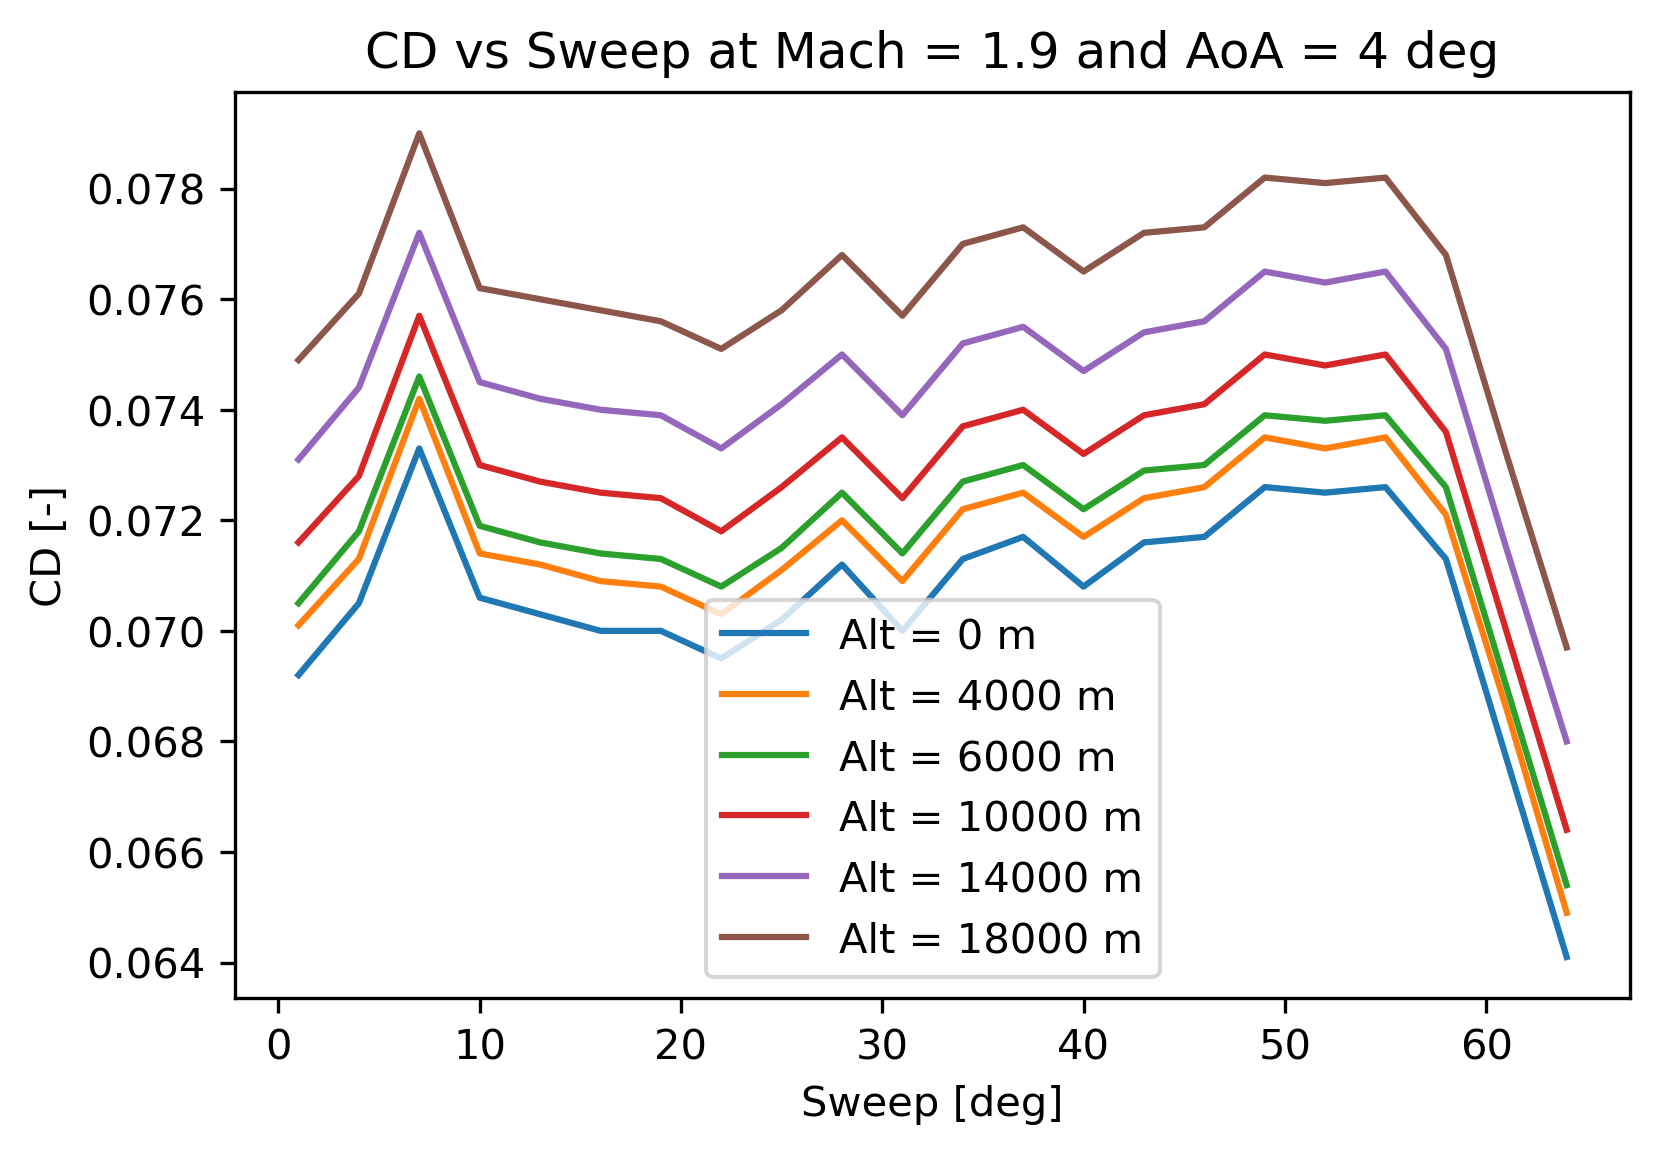 CD vs Sweep at Mach = 1.9 and AoA = 4 deg
CD [-]
0.078
0.076
0.074
0.072
0.070
0.068
0.066
0.064
Alt = 0 m
Alt = 4000 m
Alt = 6000 m
Alt = 10000 m
Alt = 14000 m
Alt = 18000 m
0 10 20 30 40 50 60
Sweep [deg]